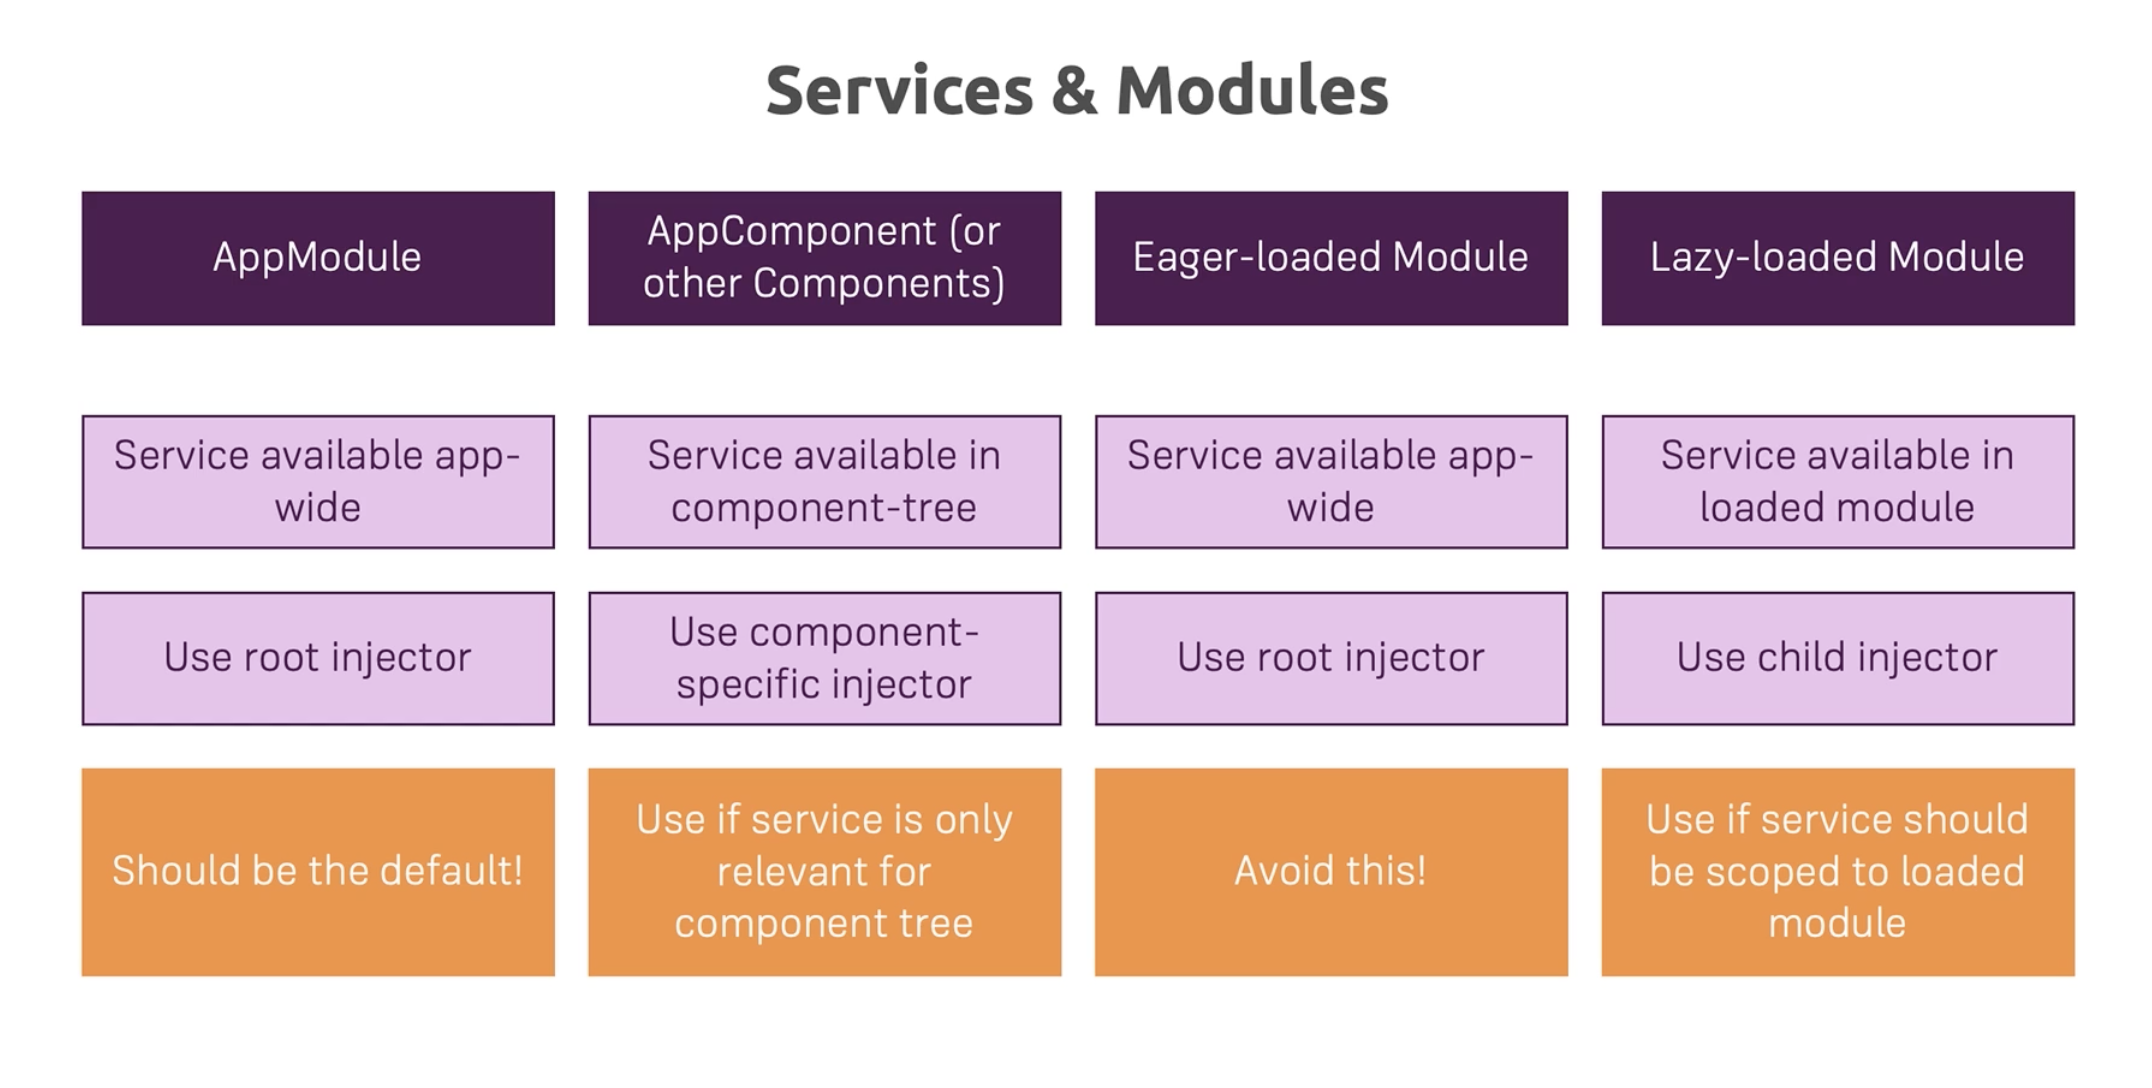 Services & Modules
AppModule
AppComponent (or
other Components)
Eager-loaded Module
Lazy-loaded Module
Service available app-
wide
Service available in
component-tree
Service available app-
wide
Service available in
loaded module
Use root injector
Use component-
specific injector
Use root injector
Use child injector
Should be the default!
Use if service is only
relevant for
component tree
Avoid this!
Use if service should
be scoped to loaded
module